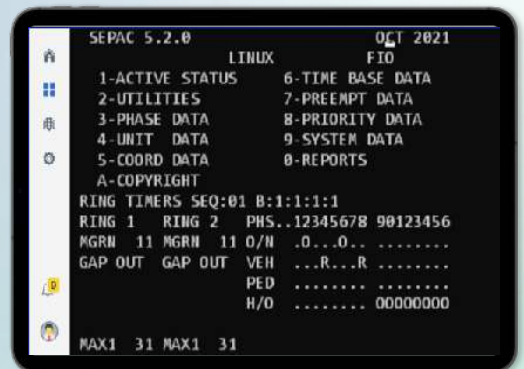 SEPAC 5.2.0 OCT 2021
LINUX FIO
1-ACTIVE STATUS 6-TIME BASE DATA
2-UTILITIES 7-PREEMPT DATA
3-PHASE DATA 8-PRIORITY DATA
4-UNIT DATA 9-SYSTEM DATA
5-COORD DATA 0-REPORTS
A-COPYRIGHT
RING TIMERS SEQ:01 B:1:1:1:1
RING 1 RING 2 PHS..12345678 90123456
MGRN 11 MGRN 11 O/N .O...O.. ........
GAP OUT GAP OUT VEH ...R...R ........
PED ........ ........
H/O ........ OOOOOOOO
MAX1 31 MAX1 31